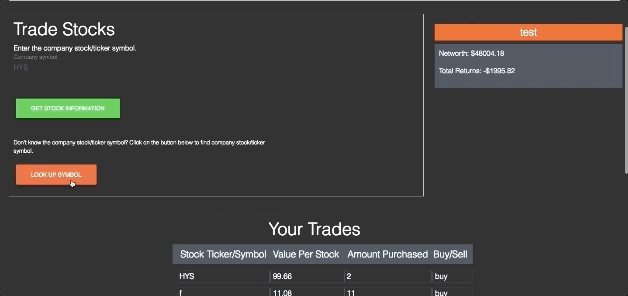 Trade Stocks
Enter the company stock/ticker symbol.
Company symbol
HYS
GET STOCK INFORMATION
Don't know the company stock/ticker symbol? Click on the button below to find company stock/ticker
symbol.
LOOK UP SYMBOL
test
Networth: $48004.18
Total Returns: -$1995.82
Your Trades
Stock Ticker/Symbol Value Per Stock Amount Purchased Buy/Sell
HYS 99.66 2 buy
f 11.08 11 buy